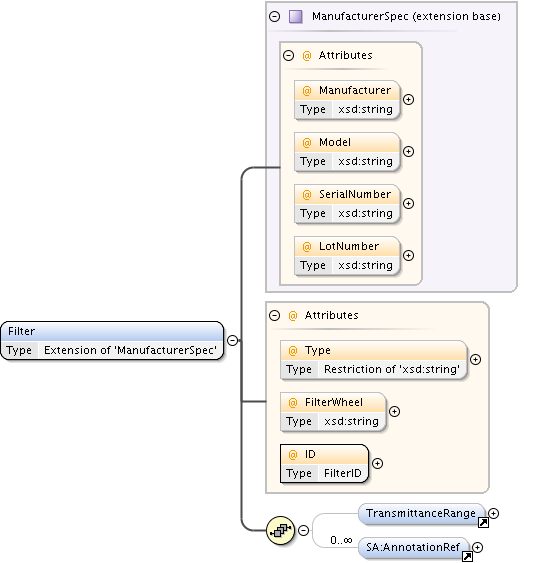 ManufacturerSpec (extension base)
@ Attributes
@ Manufacturer
Type xsd:string
@ Model
Type xsd:string
@ SerialNumber
Type xsd:string
@ LotNumber
Type xsd:string
Filter
Type Extension of 'ManufacturerSpec'
@ Attributes
@ Type
Type Restriction of 'xsd:string'
@ FilterWheel
Type xsd:string
@ ID
Type FilterID
TransmittanceRange
0..∞
SA:AnnotationRef